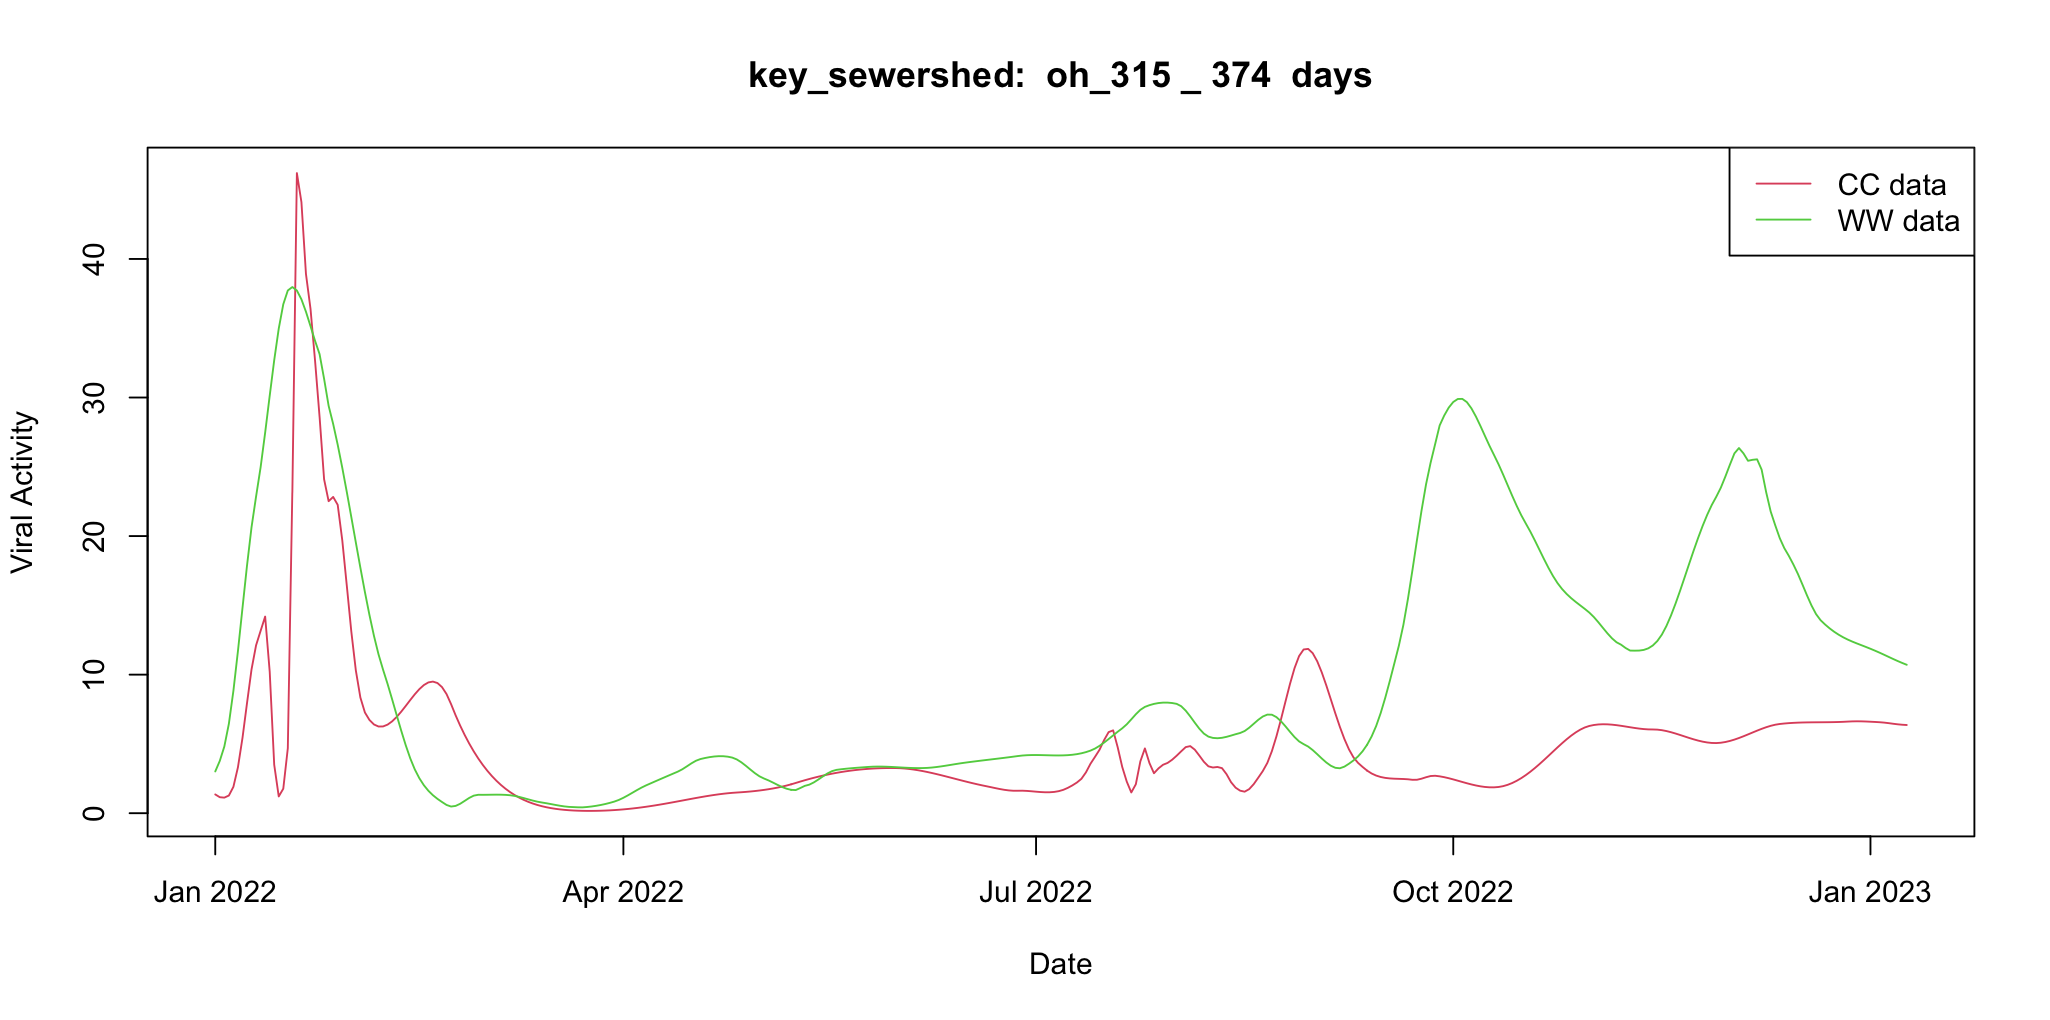 key_sewershed:  oh_315 _ 374  days
CC data
WW data
Viral Activity
40
30
20
10
0
Jan 2022
Apr 2022
Jul 2022
Oct 2022
Jan 2023
Date